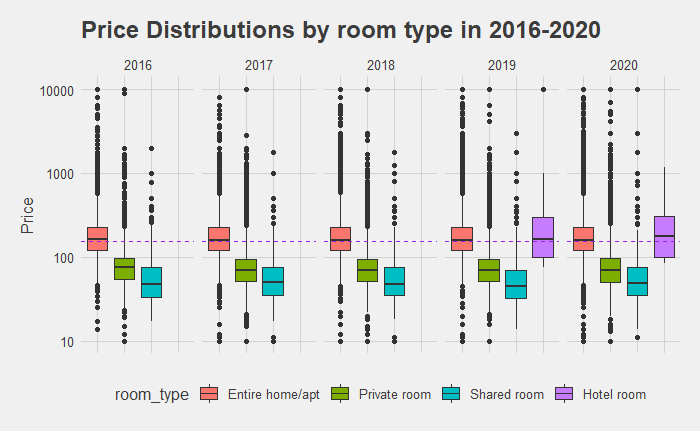 Price Distributions by room type in 2016-2020
2016 2017 2018 2019 2020
10000
1000
100
10
Price
room_type Entire home/apt Private room Shared room Hotel room